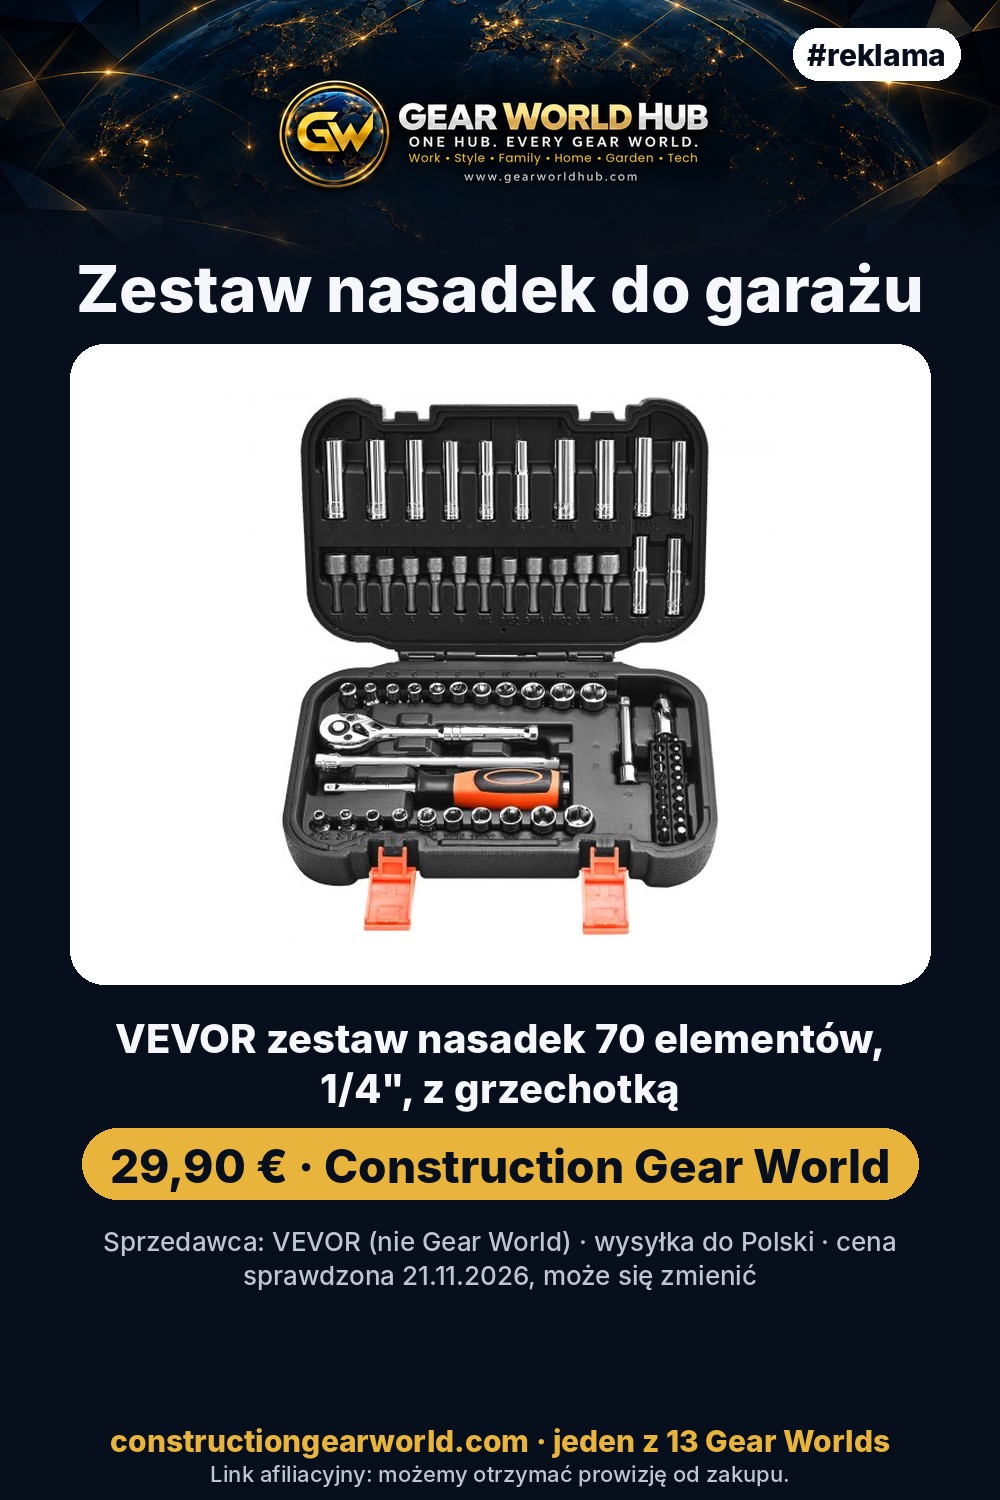 #reklama
GW
GEAR WORLD HUB
ONE HUB. EVERY GEAR WORLD.
Work • Style • Family • Home • Garden • Tech
www.gearworldhub.com
Zestaw nasadek do garażu
VEVOR zestaw nasadek 70 elementów,
1/4", z grzechotką
29,90 € · Construction Gear World
Sprzedawca: VEVOR (nie Gear World) · wysyłka do Polski · cena
sprawdzona 21.11.2026, może się zmienić
constructiongearworld.com · jeden z 13 Gear Worlds
Link afiliacyjny: możemy otrzymać prowizję od zakupu.